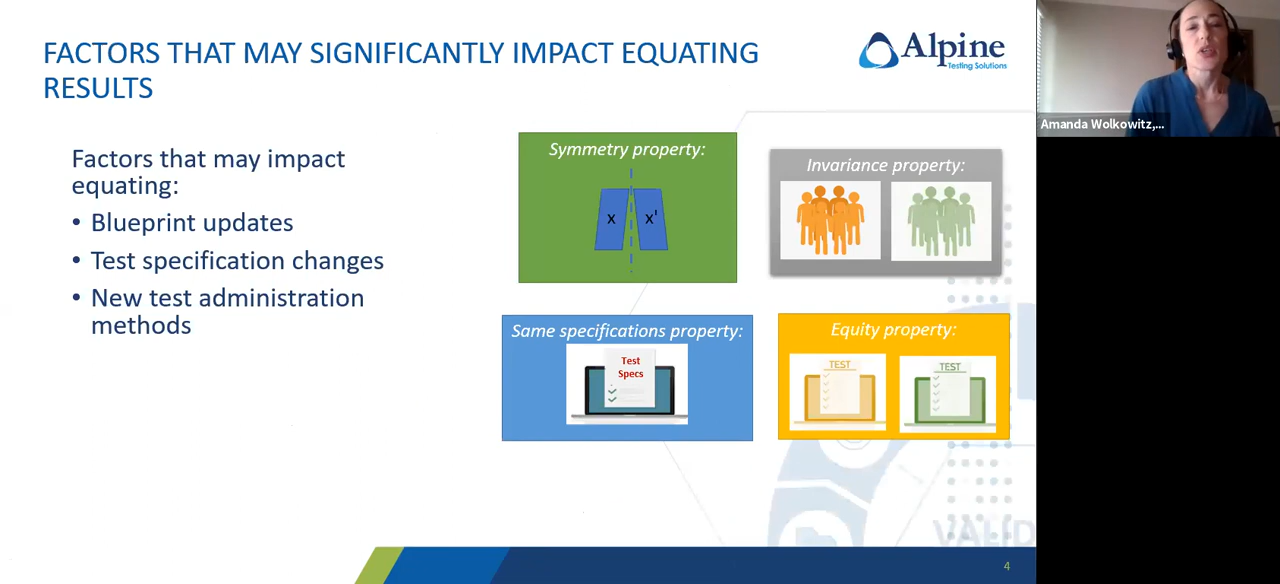 FACTORS THAT MAY SIGNIFICANTLY IMPACT EQUATING
RESULTS
Alpine
Testing Solutions
Amanda Wolkowitz,...
Factors that may impact
equating:
• Blueprint updates
• Test specification changes
• New test administration
methods
Symmetry property:
x x'
Invariance property:
Same specifications property:
Test
Specs
Equity property:
TEST
TEST
VALID
4